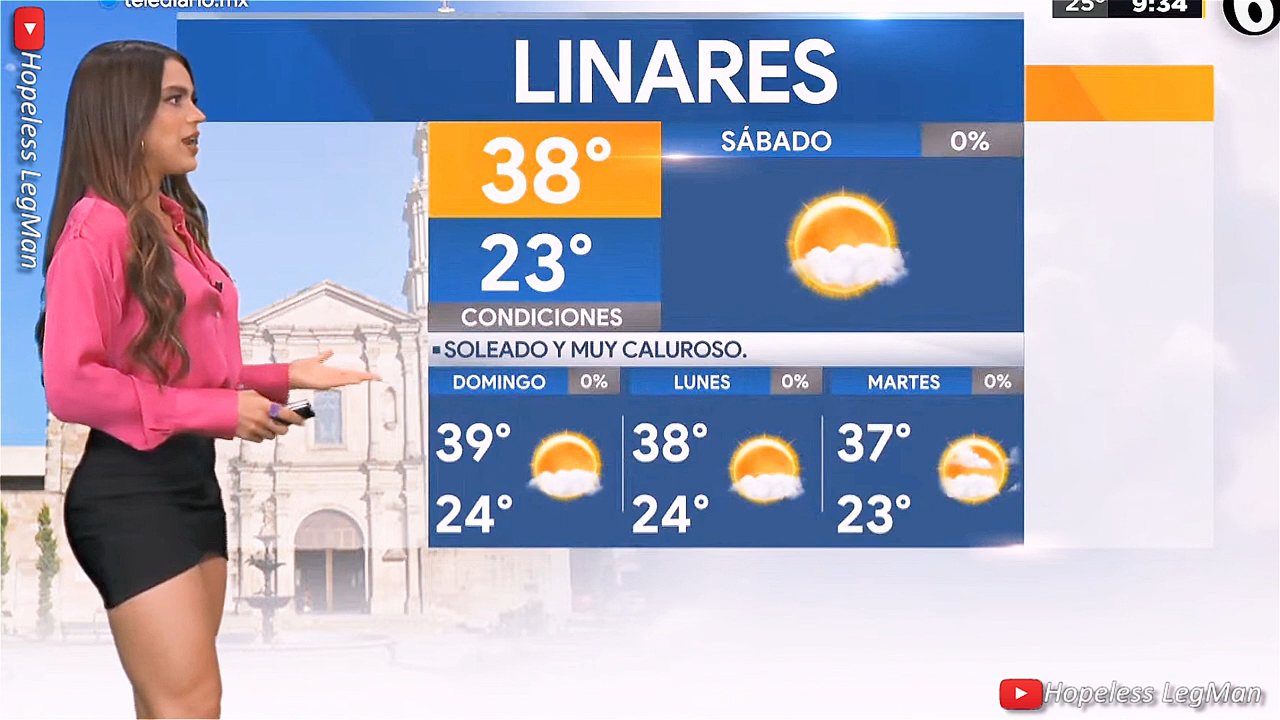 telediario.mx
25° 9:34
6
Hopeless LegMan
LINARES
38°
23°
SÁBADO 0%
CONDICIONES
▪SOLEADO Y MUY CALUROSO.
DOMINGO 0%
39°
24°
LUNES 0%
38°
24°
MARTES 0%
37°
23°
Hopeless LegMan